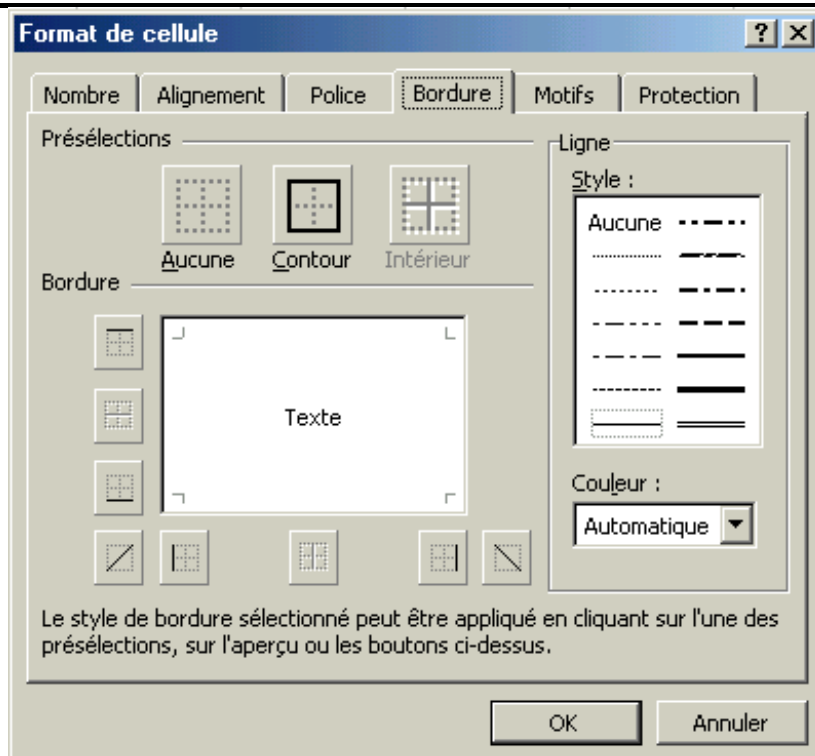 Format de cellule
Nombre Alignement Police Bordure Motifs Protection
Présélections
Aucune Contour Intérieur
Bordure
Texte
Ligne
Style :
Aucune
Couleur :
Automatique
Le style de bordure sélectionné peut être appliqué en cliquant sur l'une des
présélections, sur l'aperçu ou les boutons ci-dessus.
OK Annuler